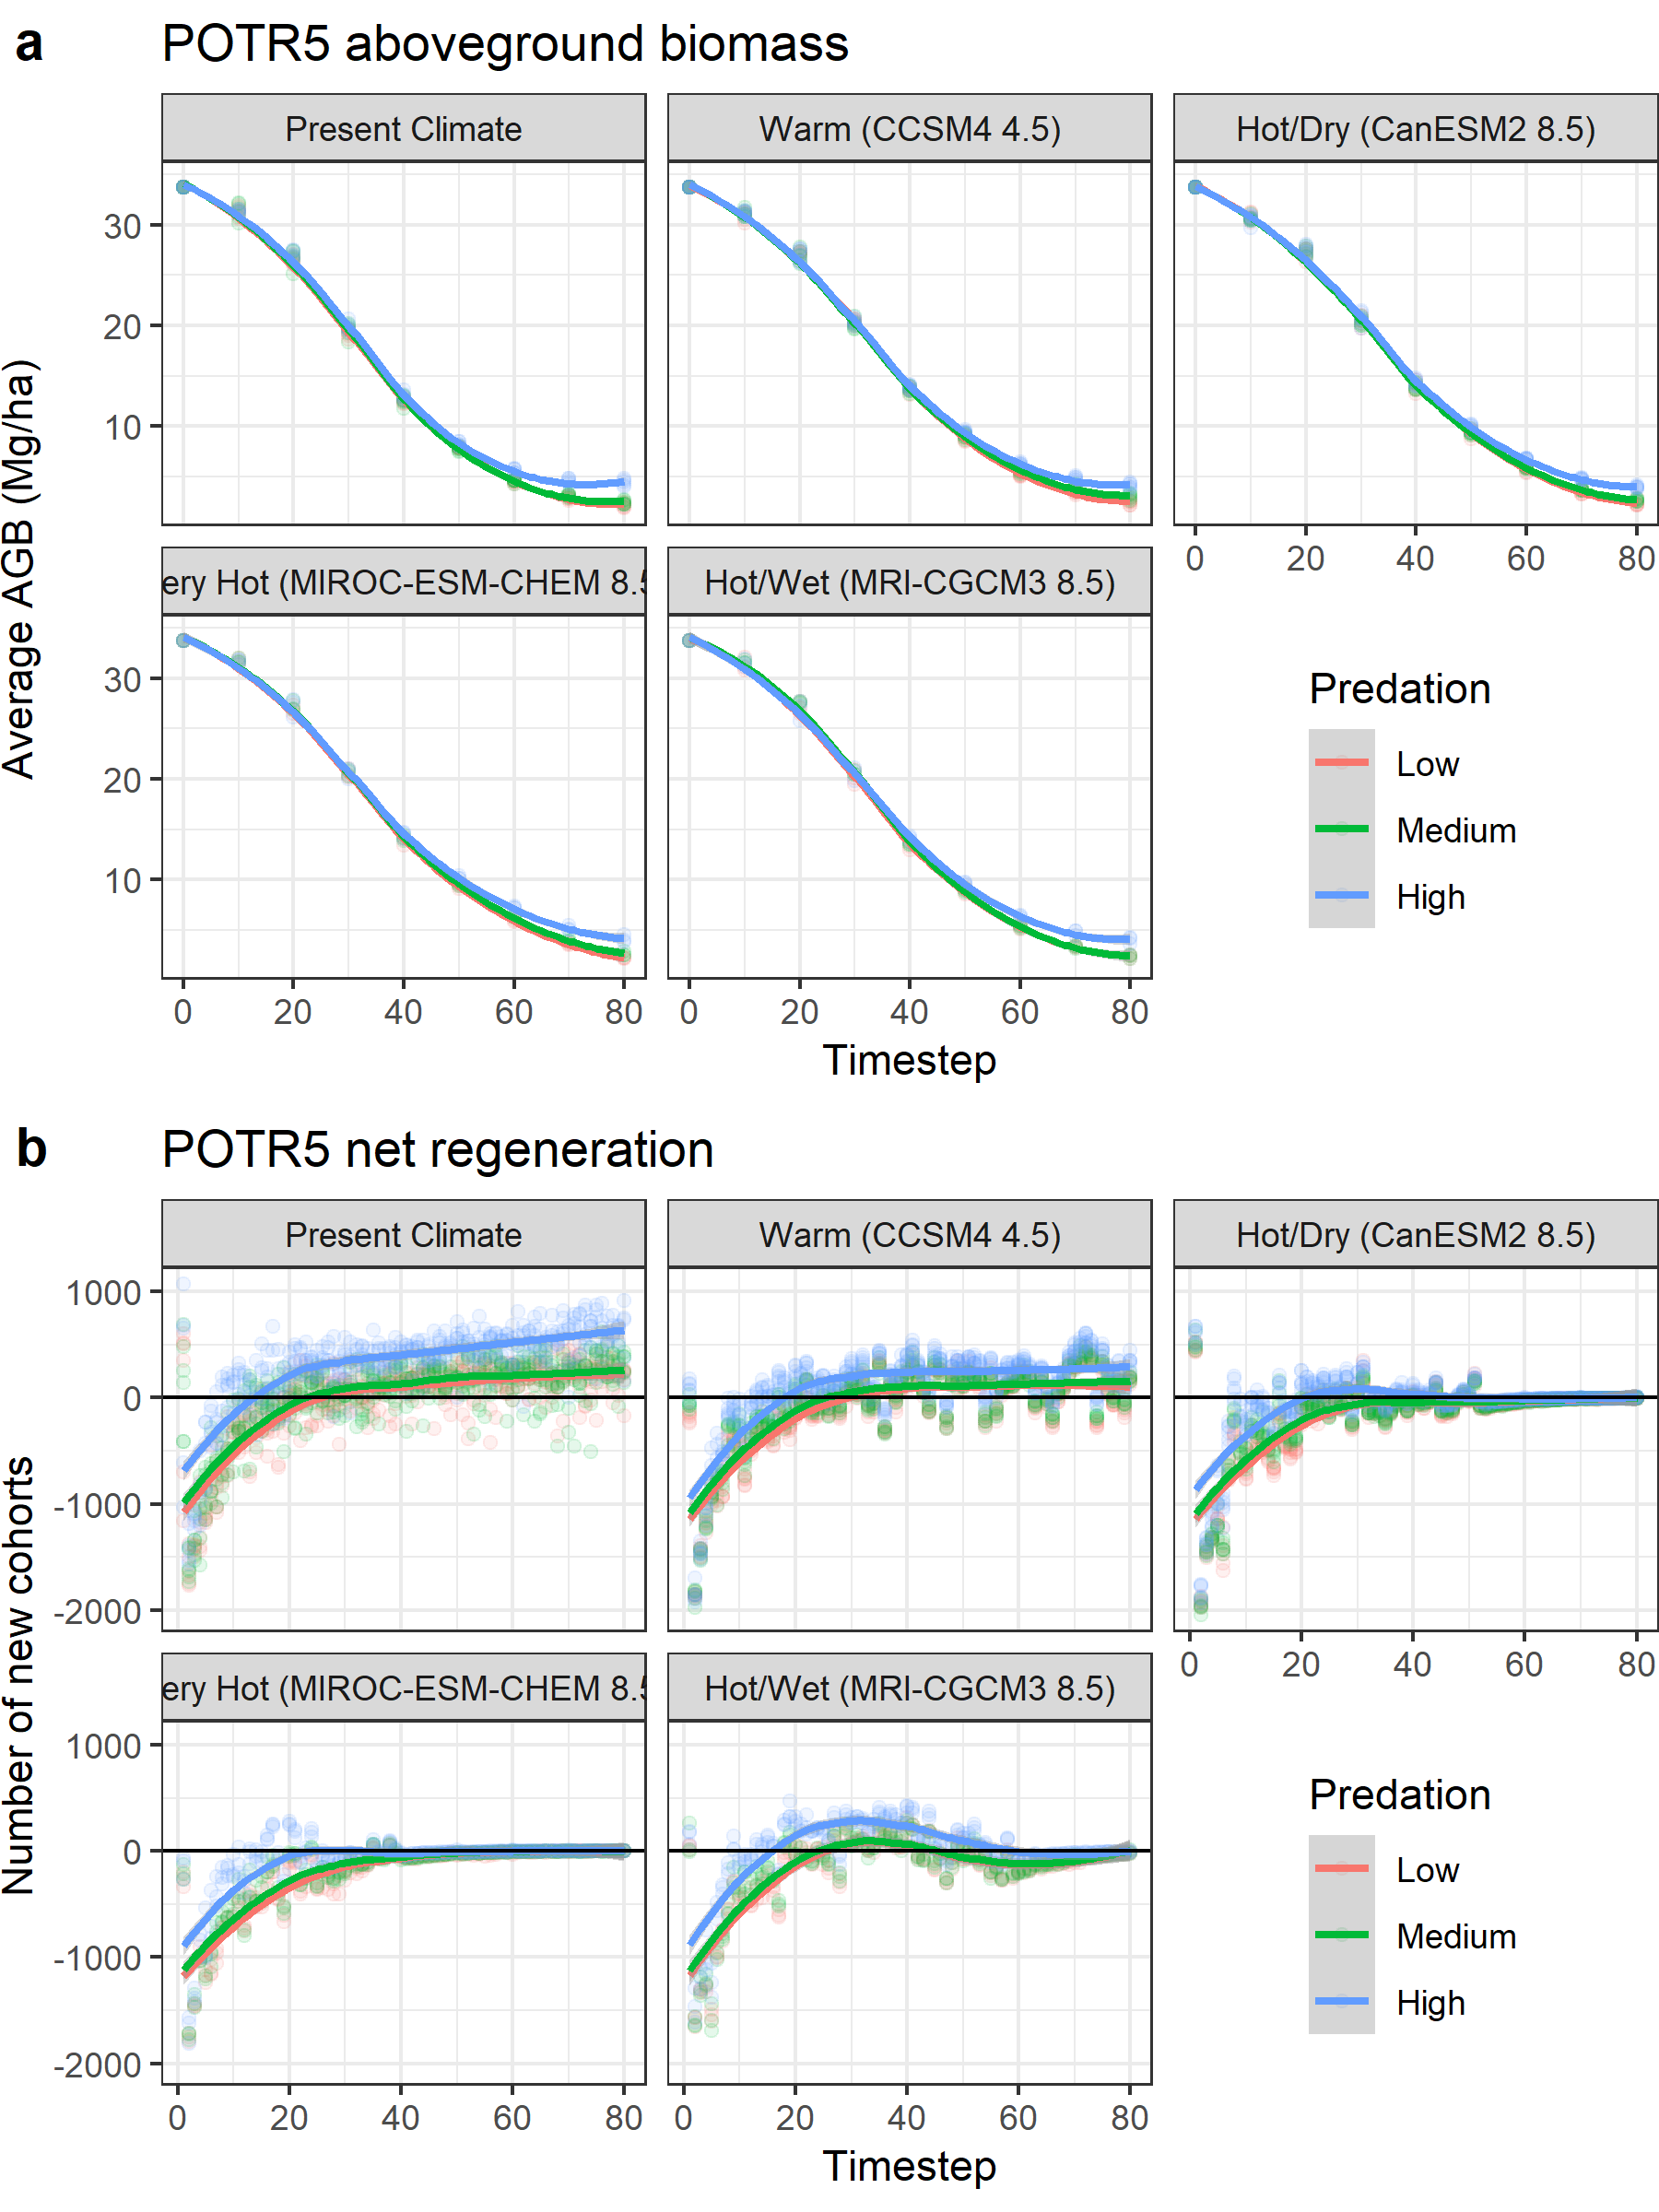 a POTR5 aboveground biomass
Present Climate
Warm (CCSM4 4.5)
Hot/Dry (CanESM2 8.5)
Average AGB (Mg/ha)
30
20
10
0 20 40 60 80
ery Hot (MIROC-ESM-CHEM 8.5
Hot/Wet (MRI-CGCM3 8.5)
30
20
10
0 20 40 60 80
0 20 40 60 80
Timestep
Predation
Low
Medium
High
b POTR5 net regeneration
Present Climate
Warm (CCSM4 4.5)
Hot/Dry (CanESM2 8.5)
Number of new cohorts
1000
0
-1000
-2000
0 20 40 60 80
ery Hot (MIROC-ESM-CHEM 8.5
Hot/Wet (MRI-CGCM3 8.5)
1000
0
-1000
-2000
0 20 40 60 80
0 20 40 60 80
Timestep
Predation
Low
Medium
High